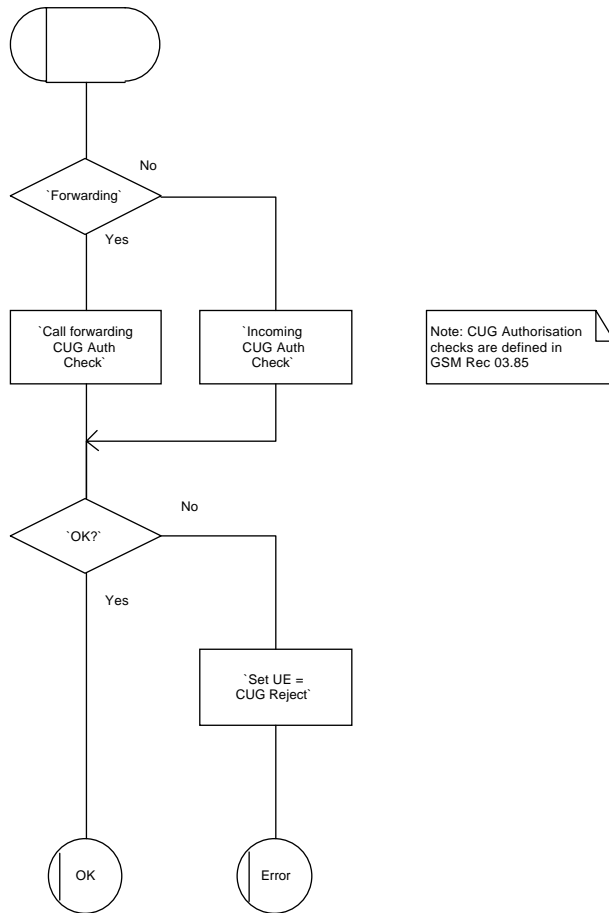 No
`Forwarding`
Yes
`Call forwarding
CUG Auth
Check`
`Incoming
CUG Auth
Check`
Note: CUG Authorisation
checks are defined in
GSM Rec 03.85
No
`OK?`
Yes
`Set UE =
CUG Reject`
OK
Error